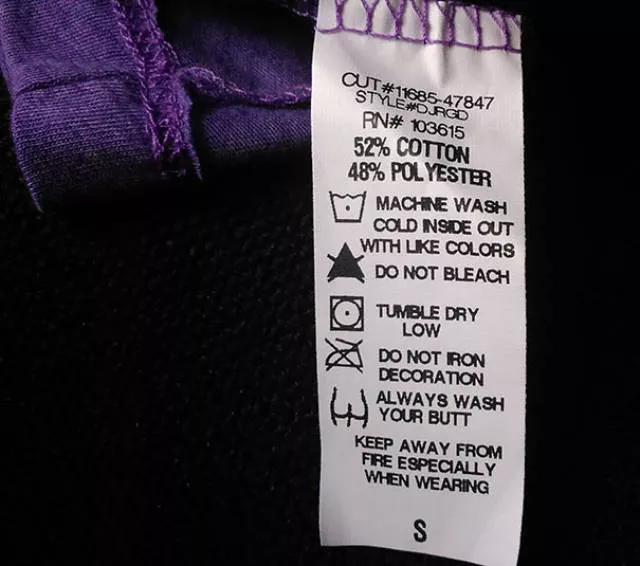 CUT#11685-47847
STYLE#DJRGD
RN# 103615
52% COTTON
48% POLYESTER
MACHINE WASH
COLD INSIDE OUT
WITH LIKE COLORS
DO NOT BLEACH
TUMBLE DRY
LOW
DO NOT IRON
DECORATION
ALWAYS WASH
YOUR BUTT
KEEP AWAY FROM
FIRE ESPECIALLY
WHEN WEARING
S